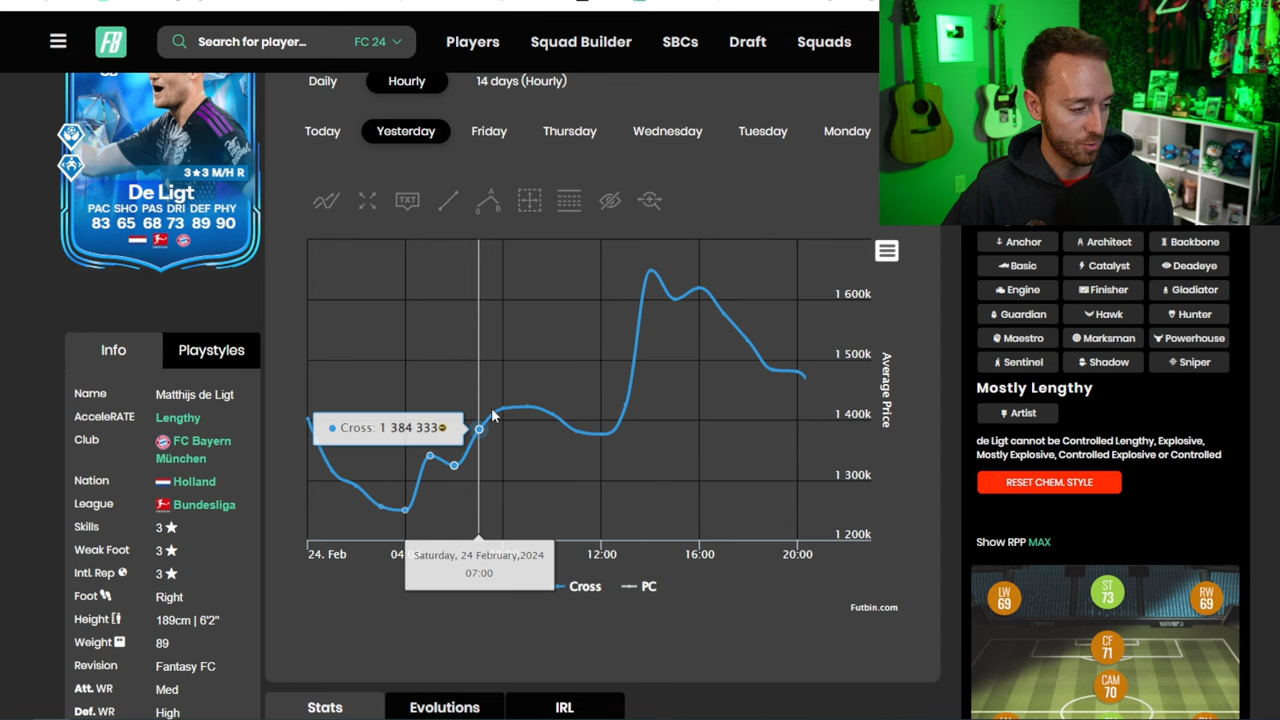 FB
Search for player...
FC 24
Players
Squad Builder
SBCs
Draft
Squads
Daily
Hourly
14 days (Hourly)
Today
Yesterday
Friday
Thursday
Wednesday
Tuesday
Monday
TXT
3★3 M/H R
De Ligt
PAC SHO PAS DRI DEF PHY
83 65 68 73 89 90
1 600k
1 500k
1 400k
1 300k
1 200k
Average Price
Cross: 1 384 333
24. Feb
12:00
16:00
20:00
Saturday, 24 February,2024
07:00
Cross
PC
Futbin.com
Info
Playstyles
Name
Matthijs de Ligt
AcceleRATE
Lengthy
Club
FC Bayern
München
Nation
Holland
League
Bundesliga
Skills
3 ★
Weak Foot
3 ★
Intl. Rep
3 ★
Foot
Right
Height
189cm | 6'2"
Weight
89
Revision
Fantasy FC
Att. WR
Med
Def. WR
High
Stats
Evolutions
IRL
Anchor
Architect
Backbone
Basic
Catalyst
Deadeye
Engine
Finisher
Gladiator
Guardian
Hawk
Hunter
Maestro
Marksman
Powerhouse
Sentinel
Shadow
Sniper
Mostly Lengthy
Artist
de Ligt cannot be Controlled Lengthy, Explosive,
Mostly Explosive, Controlled Explosive or Controlled
RESET CHEM. STYLE
Show RPP MAX
LW
69
ST
73
RW
69
CF
71
CAM
70